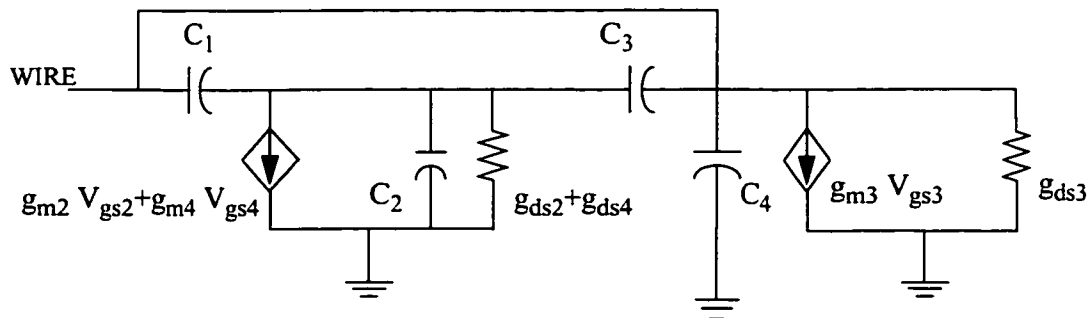 C1
C3
WIRE
gm2 Vgs2+gm4 Vgs4
C2
gds2+gds4
C4
gm3 Vgs3
gds3